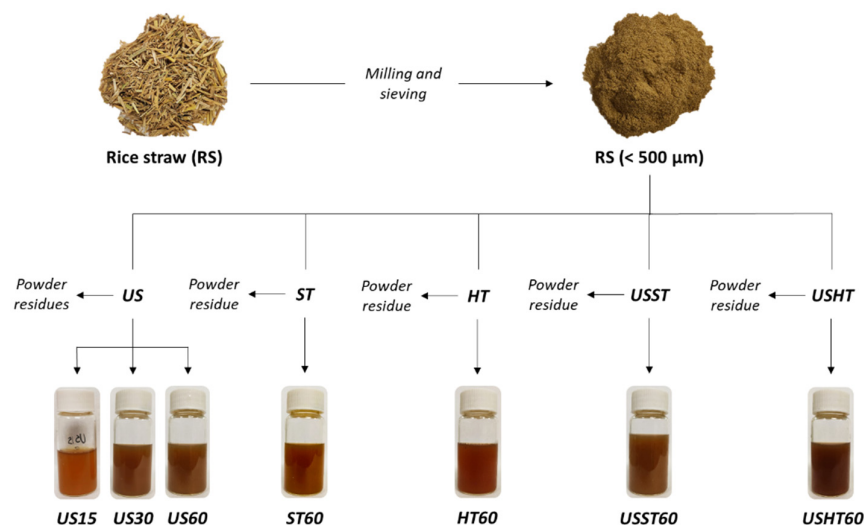 Milling and
sieving
Rice straw (RS)
RS (< 500 µm)
Powder
residues
US
Powder
residue
ST
Powder
residue
HT
Powder
residue
USST
Powder
residue
USHT
US15
US30
US60
ST60
HT60
USST60
USHT60